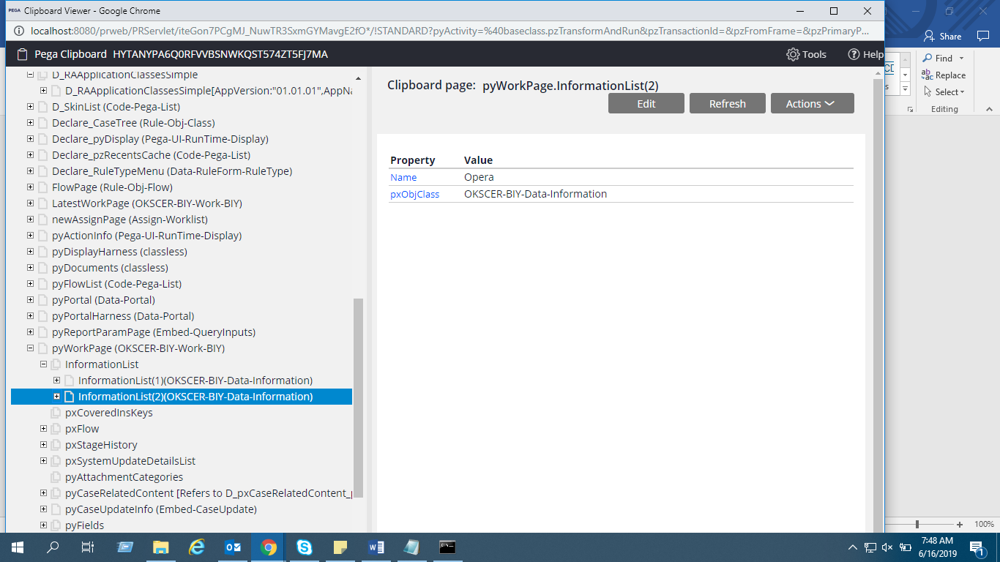 PEGA Clipboard Viewer - Google Chrome
localhost:8080/prweb/PRServlet/iteGon7PCgMJ_NuwTR3SxmGYMavgE2fO*/!STANDARD?pyActivity=%40baseclass.pzTransformAndRun&pzTransactionId=&pzFromFrame=&pzPrimaryP...
Share
Pega Clipboard HYTANYPA6Q0RFVVBSNWKQST574ZT5FJ7MA
Tools
Help
Find
Replace
Select
Editing
D_RAApplicationClassesSimple
D_RAApplicationClassesSimple[AppVersion:"01.01.01",AppNa
D_SkinList (Code-Pega-List)
Declare_CaseTree (Rule-Obj-Class)
Declare_pyDisplay (Pega-UI-RunTime-Display)
Declare_pzRecentsCache (Code-Pega-List)
Declare_RuleTypeMenu (Data-RuleForm-RuleType)
FlowPage (Rule-Obj-Flow)
LatestWorkPage (OKSCER-BIY-Work-BIY)
newAssignPage (Assign-Worklist)
pyActionInfo (Pega-UI-RunTime-Display)
pyDisplayHarness (classless)
pyDocuments (classless)
pyFlowList (Code-Pega-List)
pyPortal (Data-Portal)
pyPortalHarness (Data-Portal)
pyReportParamPage (Embed-QueryInputs)
pyWorkPage (OKSCER-BIY-Work-BIY)
InformationList
InformationList(1)(OKSCER-BIY-Data-Information)
InformationList(2)(OKSCER-BIY-Data-Information)
pxCoveredInsKeys
pxFlow
pxStageHistory
pxSystemUpdateDetailsList
pyAttachmentCategories
pyCaseRelatedContent [Refers to D_pxCaseRelatedContent_p
pyCaseUpdateInfo (Embed-CaseUpdate)
pyFields
Clipboard page: pyWorkPage.InformationList(2)
Edit
Refresh
Actions
Property Value
Name Opera
pxObjClass OKSCER-BIY-Data-Information
100%
7:48 AM
6/16/2019
1